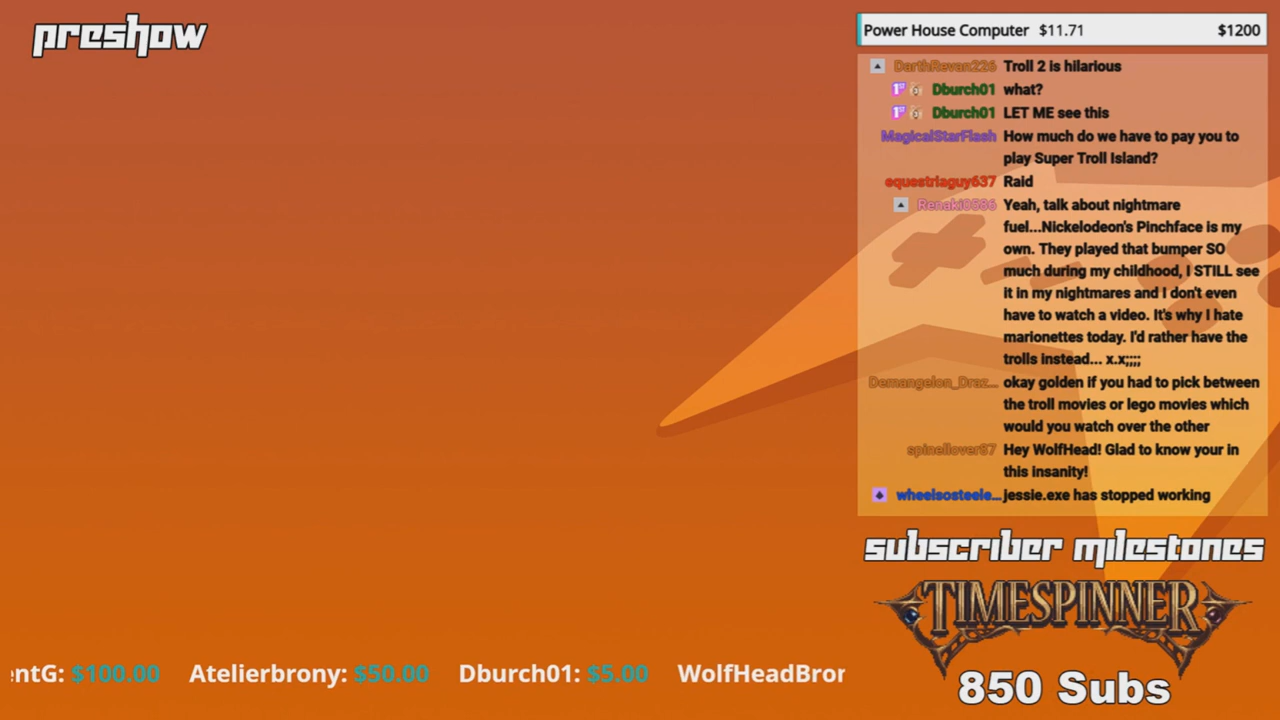 preshow
Power House Computer $11.71 $1200
DarthRevan226 Troll 2 is hilarious
Dburch01 what?
Dburch01 LET ME see this
MagicalStarFlash How much do we have to pay you to
play Super Troll Island?
equestriaguy637 Raid
Renaki0586 Yeah, talk about nightmare
fuel...Nickelodeon's Pinchface is my
own. They played that bumper SO
much during my childhood, I STILL see
it in my nightmares and I don't even
have to watch a video. It's why I hate
marionettes today. I'd rather have the
trolls instead... x.x;;;;
Demangelon_Draz... okay golden if you had to pick between
the troll movies or lego movies which
would you watch over the other
spinellover87 Hey WolfHead! Glad to know your in
this insanity!
wheelsosteele... jessie.exe has stopped working
subscriber milestones
TIMESPINNER
850 Subs
entG: $100.00 Atelierbrony: $50.00 Dburch01: $5.00 WolfHeadBror